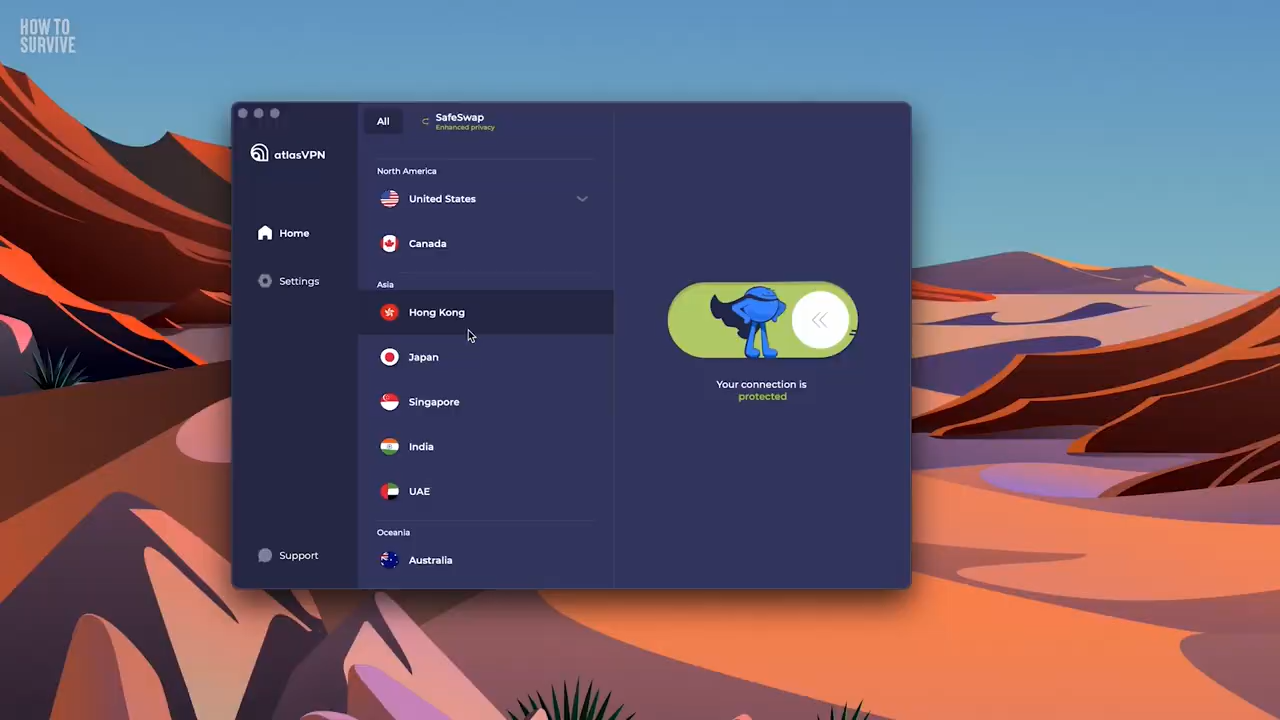 HOW TO
SURVIVE
All
SafeSwap
Enhanced privacy
atlasVPN
North America
Home
United States
Canada
Settings
Asia
Hong Kong
Japan
Your connection is
protected
Singapore
India
UAE
Oceania
Support
Australia